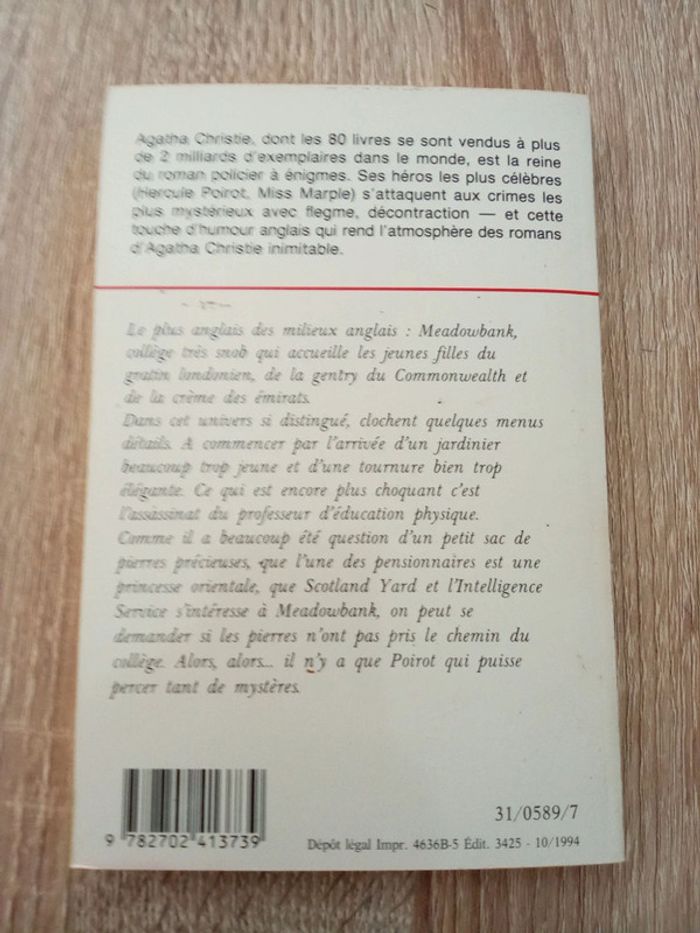 Agatha Christie, dont les 80 livres se sont vendus à plus
de 2 milliards d'exemplaires dans le monde, est la reine
du roman policier à énigmes. Ses héros les plus célèbres
(Hercule Poirot, Miss Marple) s'attaquent aux crimes les
plus mystérieux avec flegme, décontraction — et cette
touche d'humour anglais qui rend l'atmosphère des romans
d'Agatha Christie inimitable.
Le plus anglais des milieux anglais : Meadowbank,
collège très snob qui accueille les jeunes filles du
gratin londonien, de la gentry du Commonwealth et
de la crème des émirats.
Dans cet univers si distingué, clochent quelques menus
détails. A commencer par l'arrivée d'un jardinier
beaucoup trop jeune et d'une tournure bien trop
élégante. Ce qui est encore plus choquant c'est
l'assassinat du professeur d'éducation physique.
Comme il a beaucoup été question d'un petit sac de
pierres précieuses, que l'une des pensionnaires est une
princesse orientale, que Scotland Yard et l'Intelligence
Service s'intéresse à Meadowbank, on peut se
demander si les pierres n'ont pas pris le chemin du
collège. Alors, alors... il n'y a que Poirot qui puisse
percer tant de mystères.
31/0589/7
9 782702 413739
Dépôt légal Impr. 4636B-5 Édit. 3425 - 10/1994